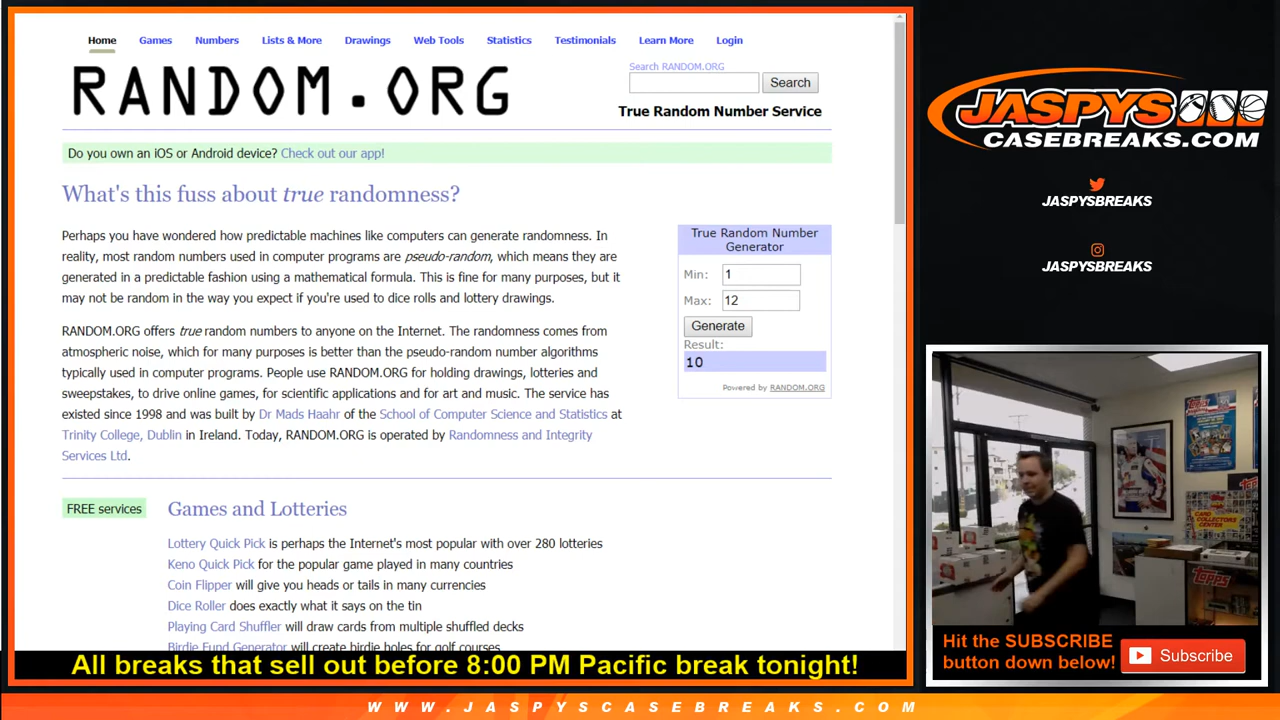 Home Games Numbers Lists & More Drawings Web Tools Statistics Testimonials Learn More Login
RANDOM.ORG
Search RANDOM.ORG
Search
True Random Number Service
Do you own an iOS or Android device? Check out our app!
What's this fuss about true randomness?
Perhaps you have wondered how predictable machines like computers can generate randomness. In
reality, most random numbers used in computer programs are pseudo-random, which means they are
generated in a predictable fashion using a mathematical formula. This is fine for many purposes, but it
may not be random in the way you expect if you're used to dice rolls and lottery drawings.
RANDOM.ORG offers true random numbers to anyone on the Internet. The randomness comes from
atmospheric noise, which for many purposes is better than the pseudo-random number algorithms
typically used in computer programs. People use RANDOM.ORG for holding drawings, lotteries and
sweepstakes, to drive online games, for scientific applications and for art and music. The service has
existed since 1998 and was built by Dr Mads Haahr of the School of Computer Science and Statistics at
Trinity College, Dublin in Ireland. Today, RANDOM.ORG is operated by Randomness and Integrity
Services Ltd.
True Random Number
Generator
Min: 1
Max: 12
Generate
Result:
10
Powered by RANDOM.ORG
FREE services
Games and Lotteries
Lottery Quick Pick is perhaps the Internet's most popular with over 280 lotteries
Keno Quick Pick for the popular game played in many countries
Coin Flipper will give you heads or tails in many currencies
Dice Roller does exactly what it says on the tin
Playing Card Shuffler will draw cards from multiple shuffled decks
Birdie Fund Generator will create birdie holes for golf courses
All breaks that sell out before 8:00 PM Pacific break tonight!
WWW.JASPYSCASEBREAKS.COM
JASPYS
CASEBREAKS.COM
JASPYSBREAKS
JASPYSBREAKS
TOPPS
CARD
COLLECTORS
CENTER
TOPPS
Hit the SUBSCRIBE
button down below!
Subscribe